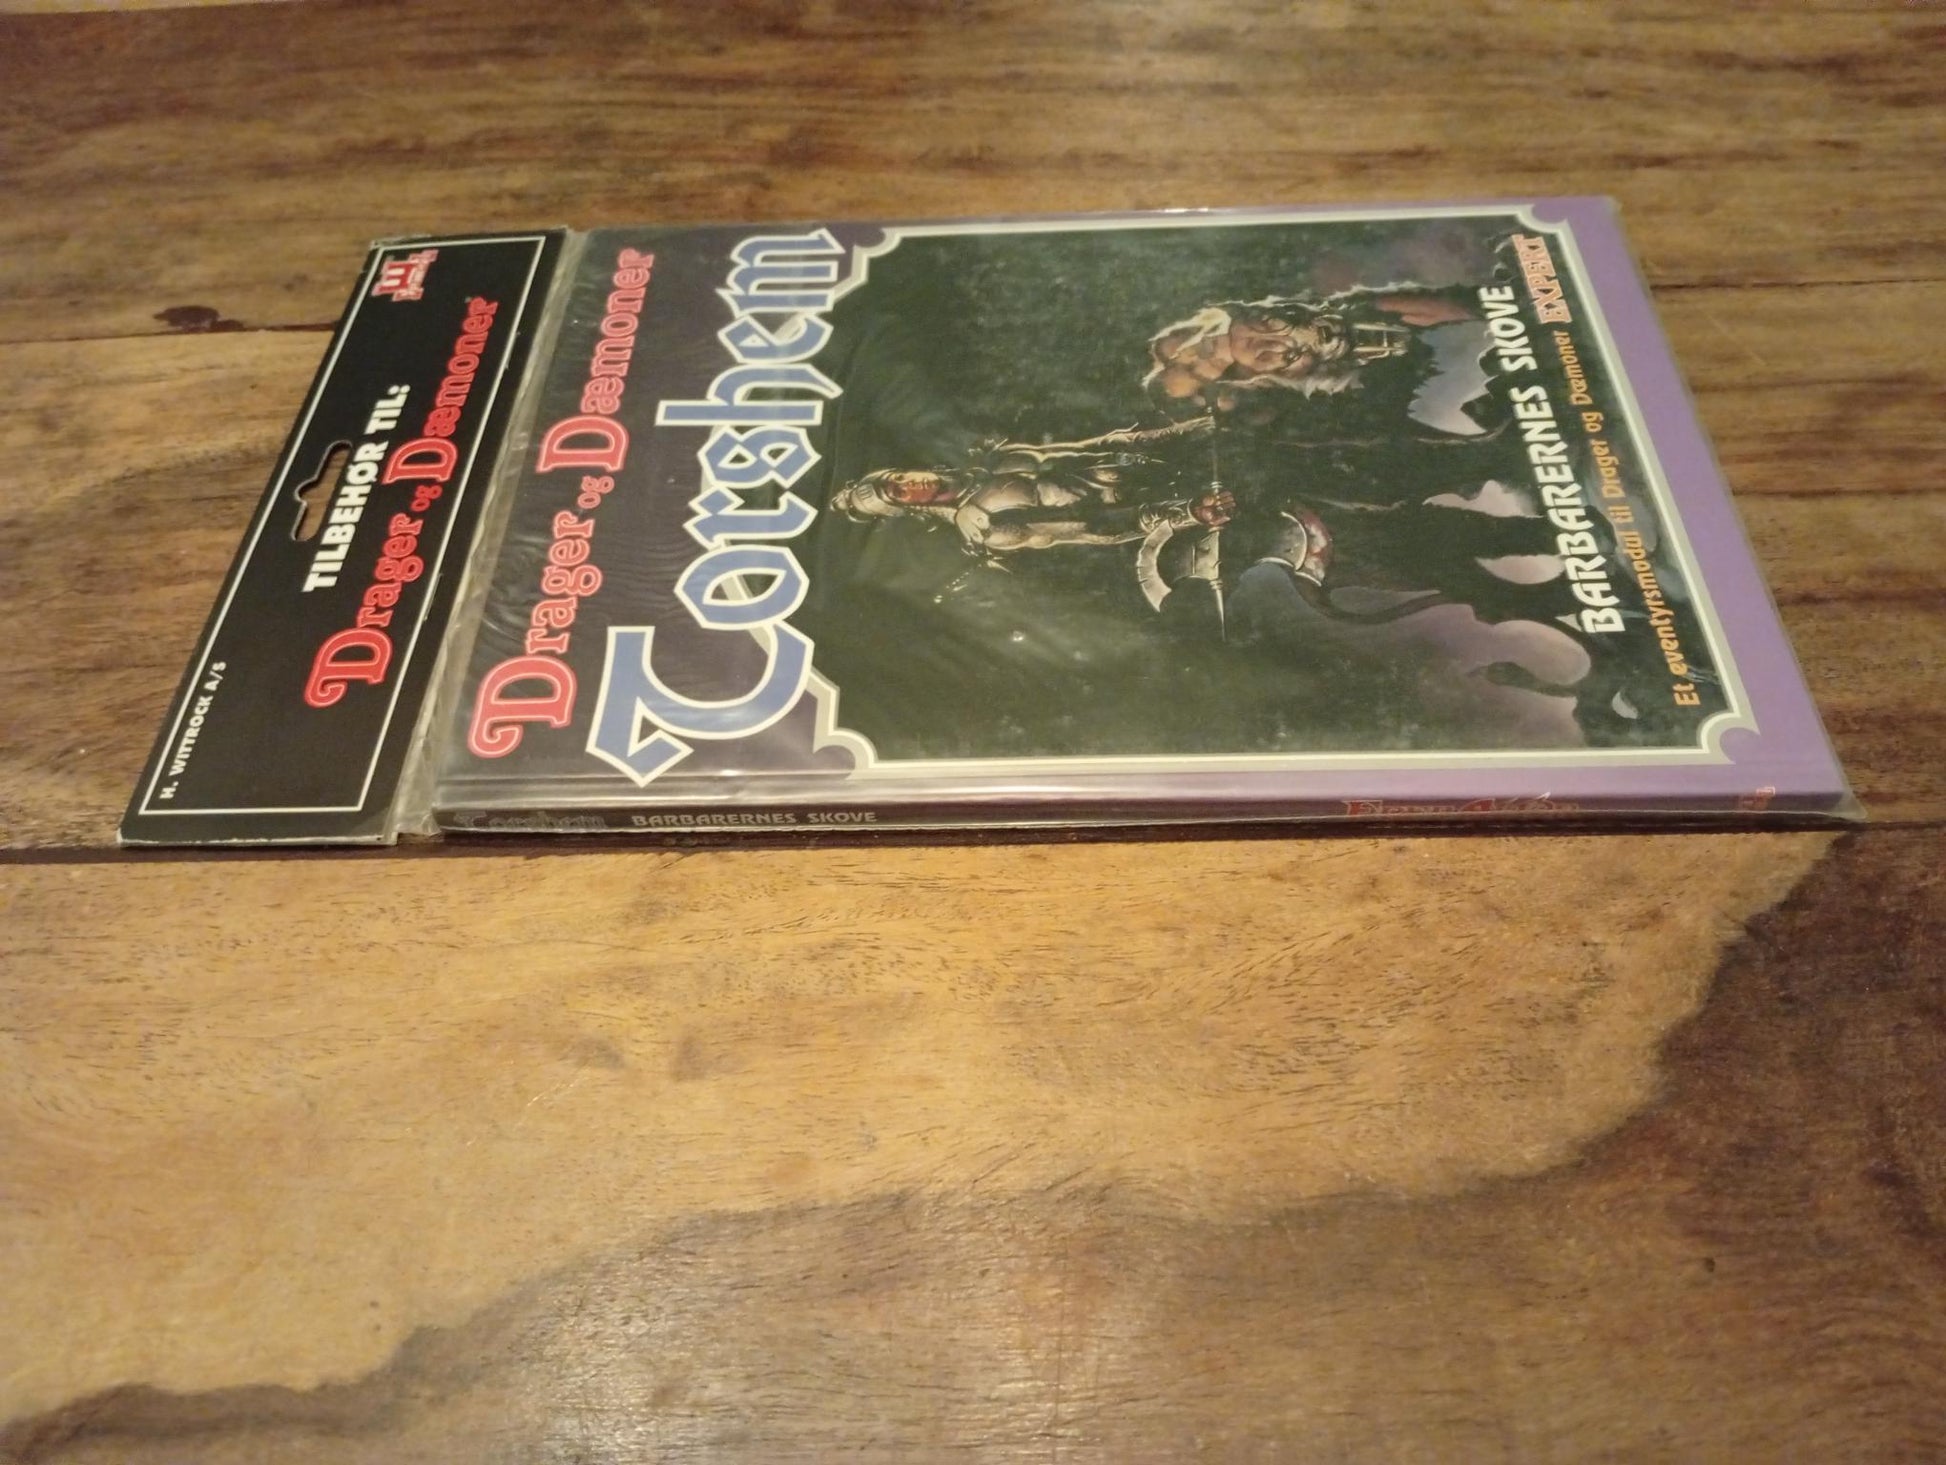 H. WITTROCK A/S
TILBEHØR TIL:
Drager og Dæmoner
Drager og Dæmoner
Torshem
BARBARERNES SKOVE
Et eventyrsmodul til Drager og Dæmoner EXPERT
Torshem BARBARERNES SKOVE